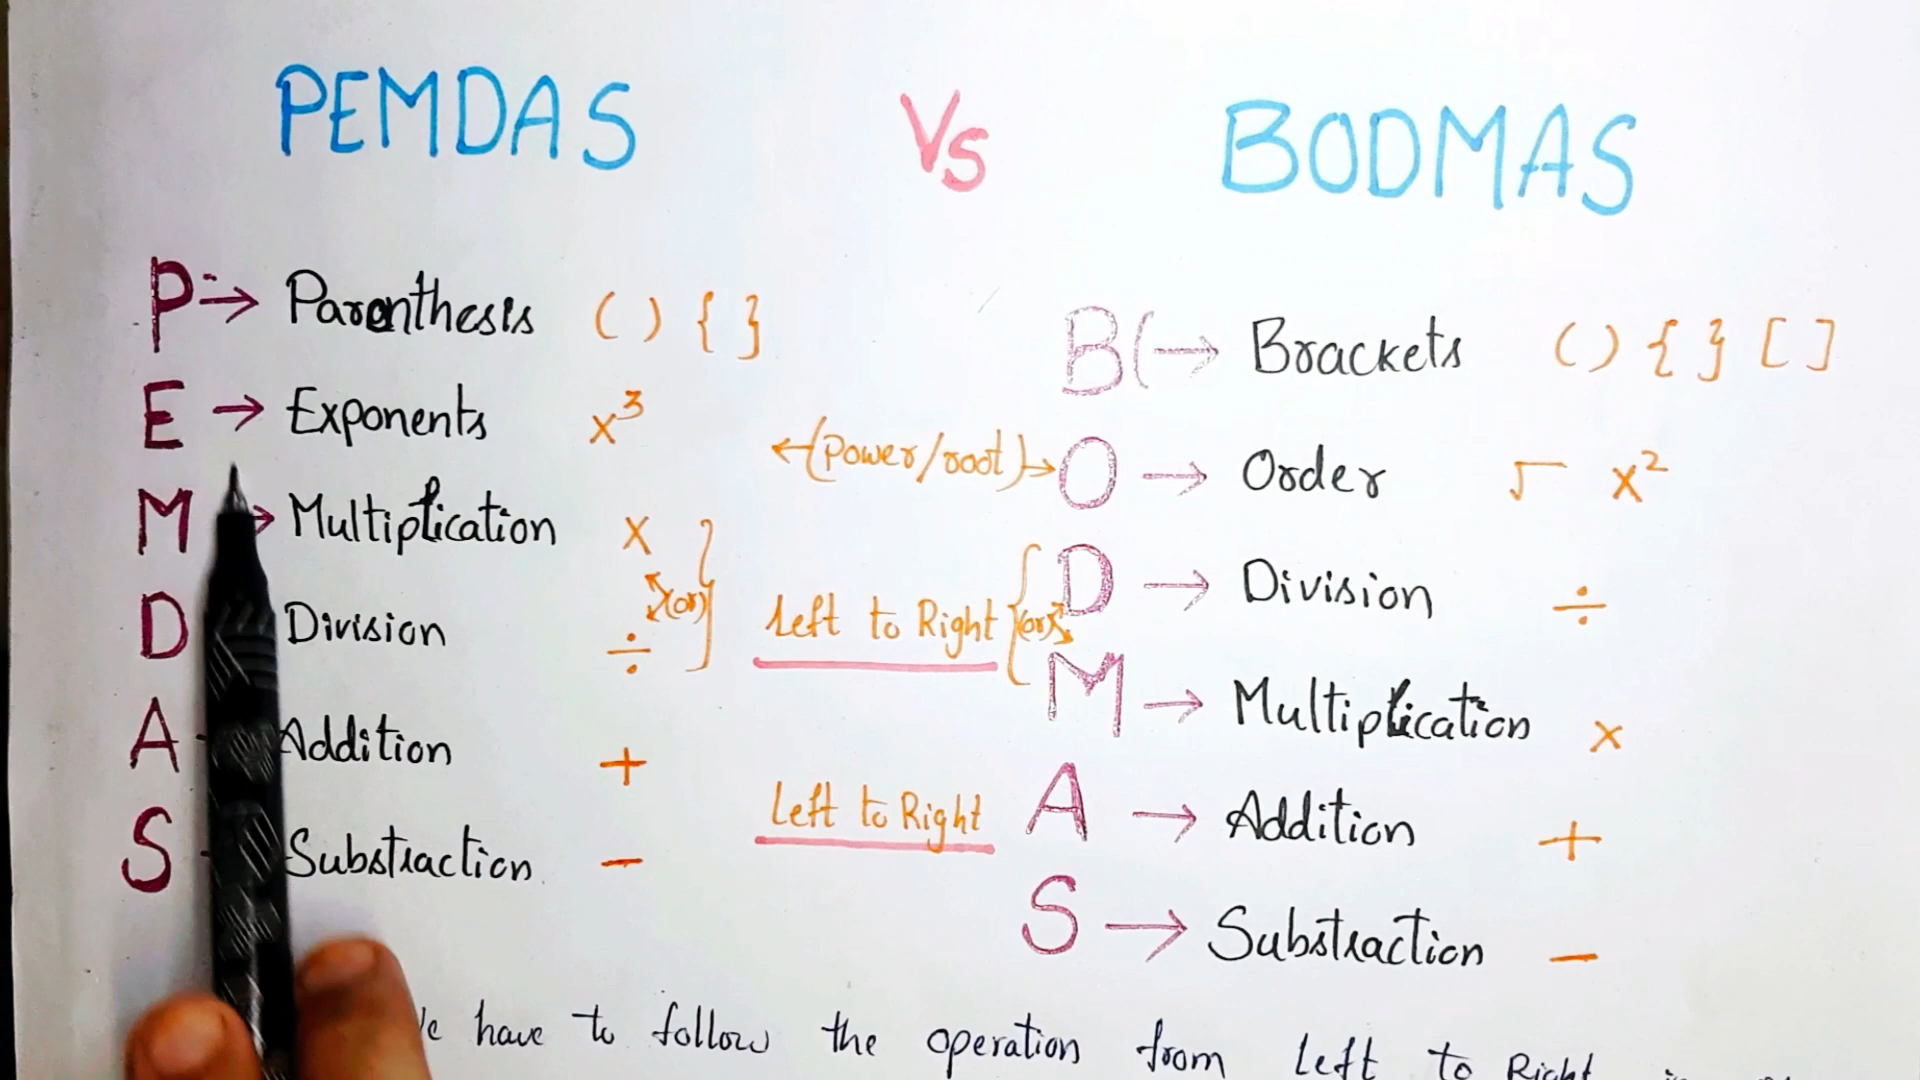 PEMDAS Vs BODMAS
P → Paranthesis ( ) { }
E → Exponents x³
M → Multiplication x
D Division ÷
(or)
A Addition +
S Substraction -
←(Power/root)→
Left to Right
Left to Right
B( → Brackets ( ) { } [ ]
O → Order √ x²
D → Division ÷
(or)
M → Multiplication x
A → Addition +
S → Substraction -
have to follow the operation from Left to Right